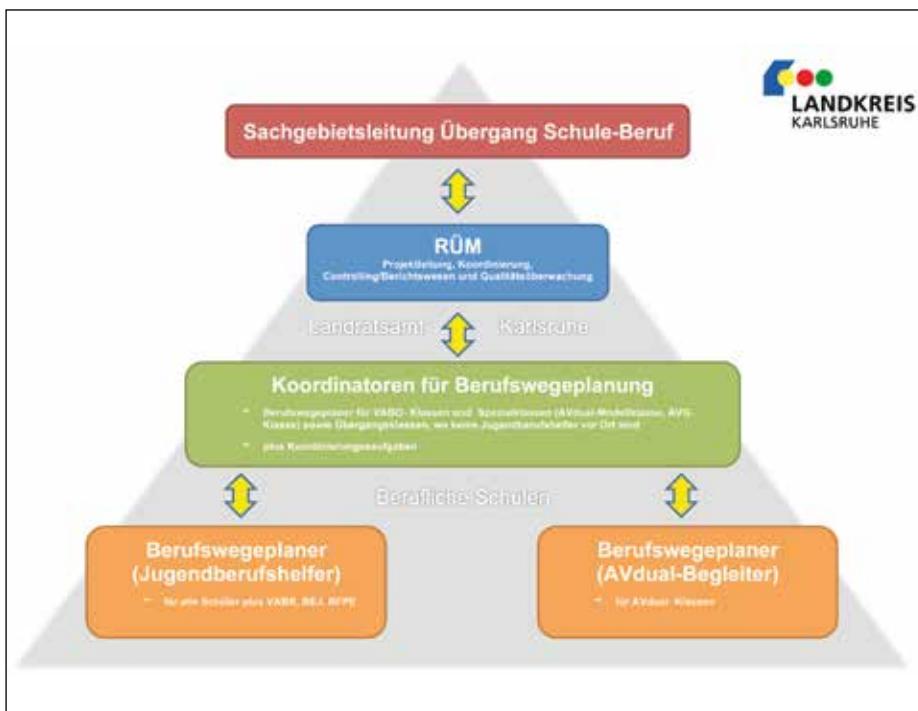 LANDKREIS
KARLSRUHE
Sachgebietsleitung Übergang Schule-Beruf
RÜM
Projektleitung, Koordinierung,
Controlling/Berichtswesen und Qualitätsüberwachung
Landratsamt Karlsruhe
Koordinatoren für Berufswegeplanung
- Berufswegeplaner für VABO- Klassen und Spezialklassen (AVdual-Modellklasse,
Klasse) sowie Übergangsklassen, wo keine Jugendberufshelfer vor Ort sind
- plus Koordinierungsaufgaben
Berufliche Schulen
Berufswegeplaner
(Jugendberufshelfer)
- für alle Schüler plus VABR, BEJ,
Berufswegeplaner
(AVdual-Begleiter)
- für AVdual- Klassen